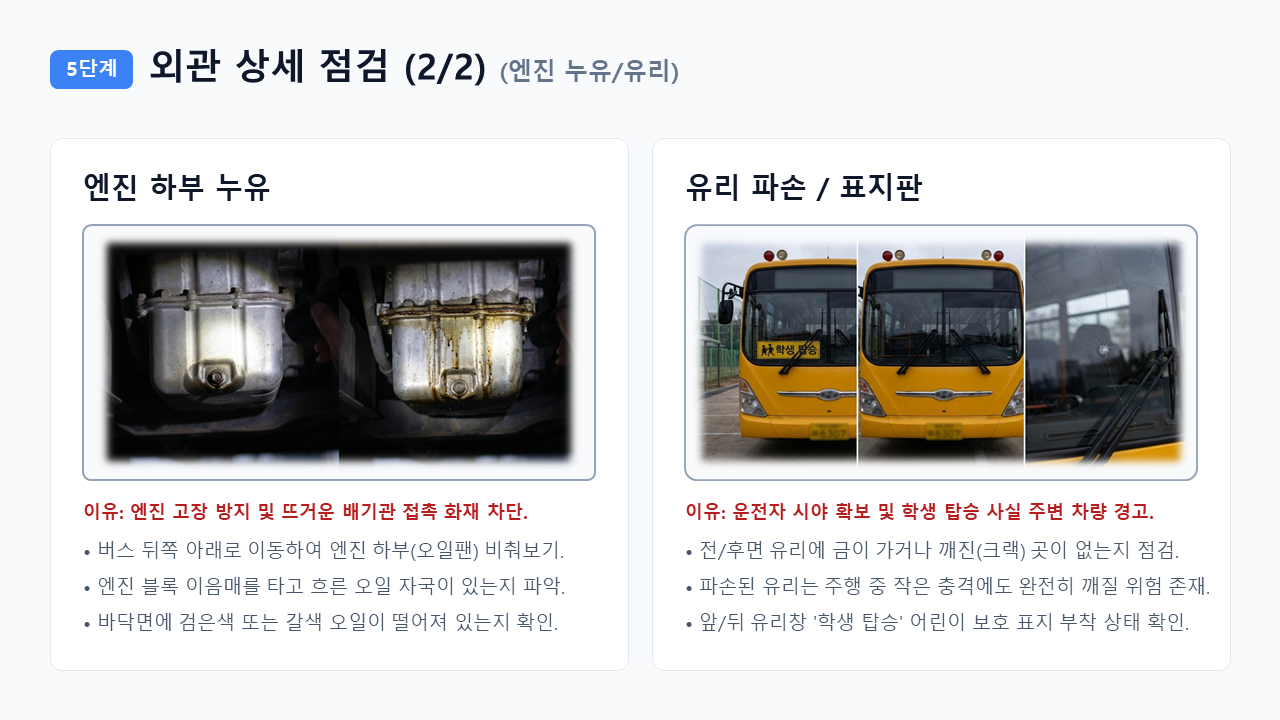 5단계 외관 상세 점검 (2/2) (엔진 누유/유리)
엔진 하부 누유
이유: 엔진 고장 방지 및 뜨거운 배기관 접촉 화재 차단.
• 버스 뒤쪽 아래로 이동하여 엔진 하부(오일팬) 비춰보기.
• 엔진 블록 이음매를 타고 흐른 오일 자국이 있는지 파악.
• 바닥면에 검은색 또는 갈색 오일이 떨어져 있는지 확인.
유리 파손 / 표지판
학생 탑승
이유: 운전자 시야 확보 및 학생 탑승 사실 주변 차량 경고.
• 전/후면 유리에 금이 가거나 깨진(크랙) 곳이 없는지 점검.
• 파손된 유리는 주행 중 작은 충격에도 완전히 깨질 위험 존재.
• 앞/뒤 유리창 '학생 탑승' 어린이 보호 표지 부착 상태 확인.